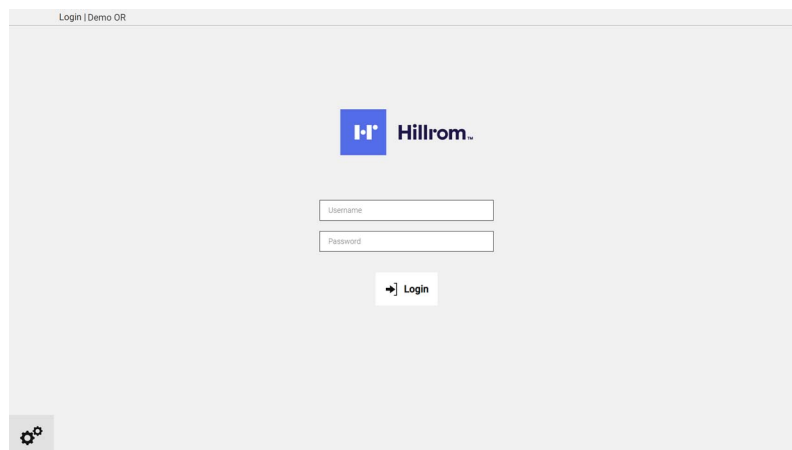 Login | Demo OR
Hillrom™
Username
Password
Login